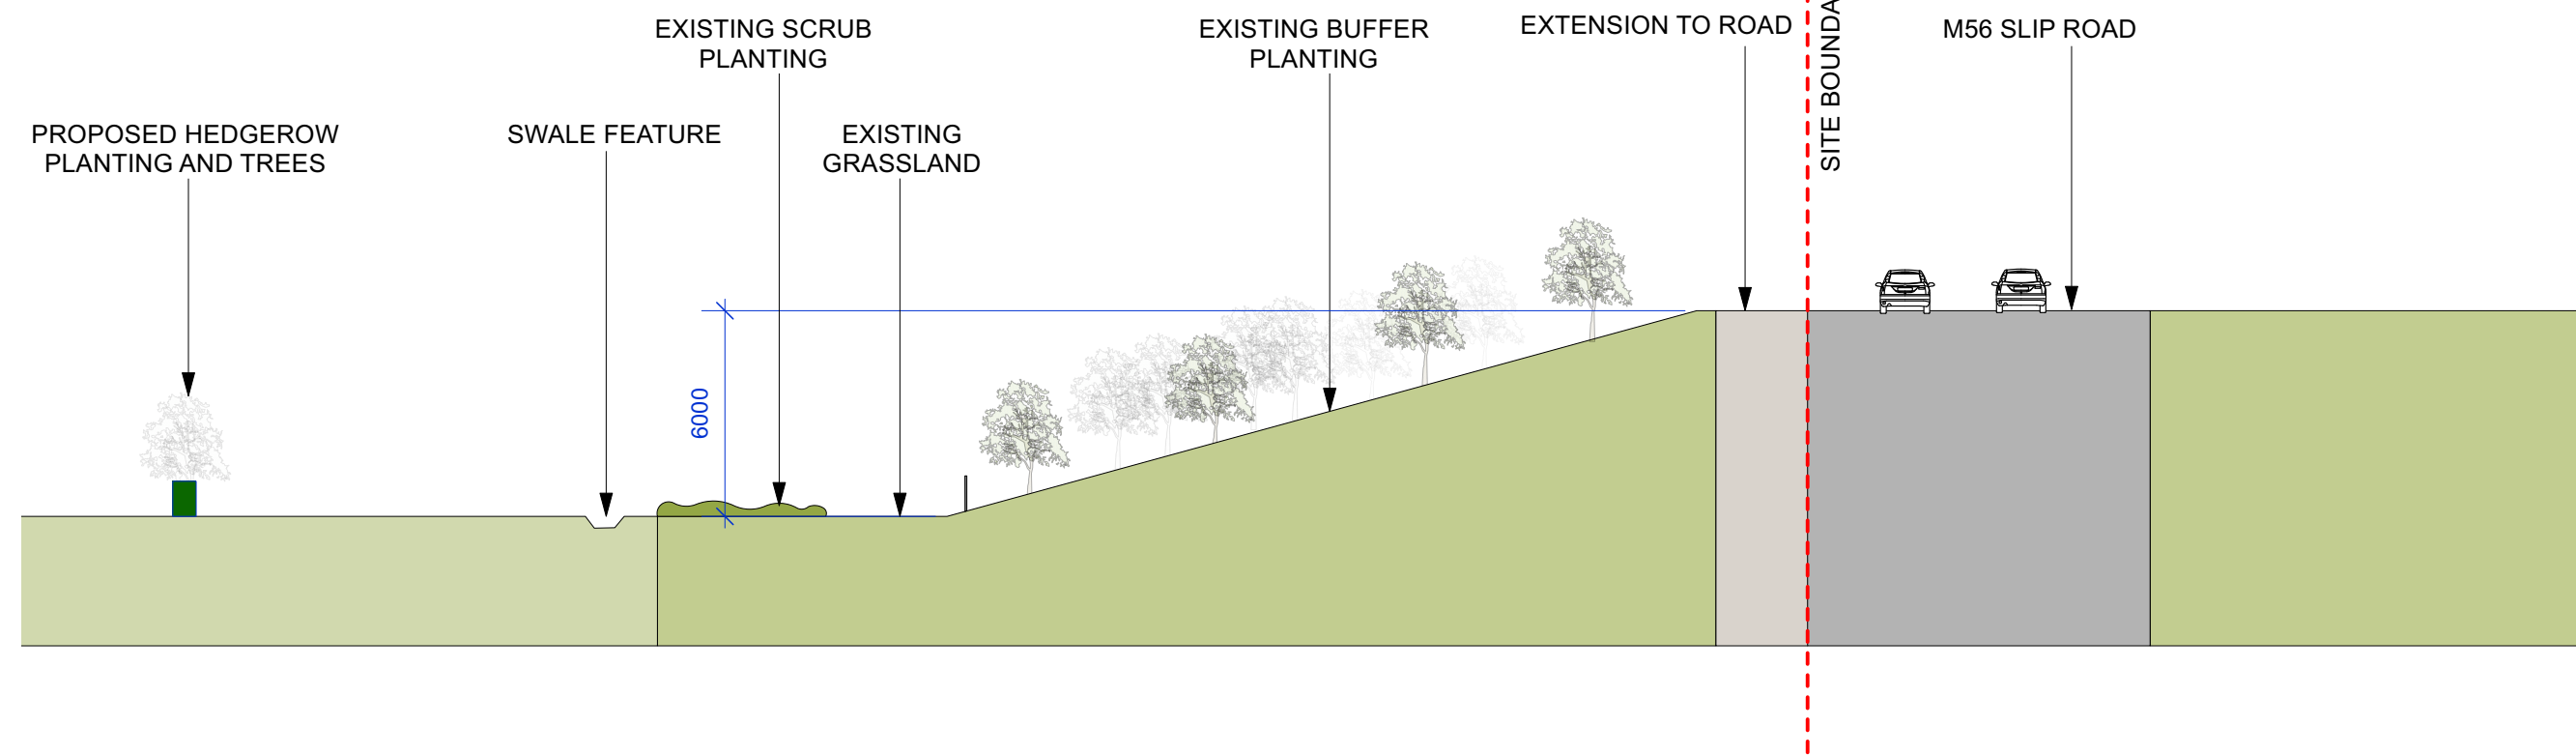 EXISTING SCRUB
PLANTING
EXISTING BUFFER
PLANTING
EXTENSION TO ROAD
SITE
M56 SLIP ROAD
PROPOSED HEDGEROW
PLANTING AND TREES
SWALE FEATURE
EXISTING
GRASSLAND
6000